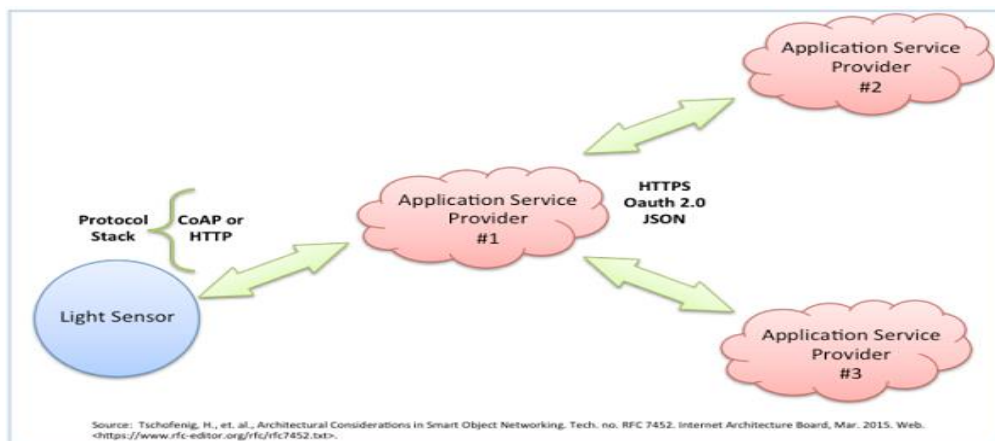 Application Service
Provider
#2
HTTPS
Oauth 2.0
JSON
Application Service
Provider
#1
Protocol
Stack
CoAP or
HTTP
Light Sensor
Application Service
Provider
#3
Source: Tschofenig, H., et. al., Architectural Considerations in Smart Object Networking. Tech. no. RFC 7452. Internet Architecture Board, Mar. 2015. Web.
<https://www.rfc-editor.org/rfc/rfc7452.txt>.